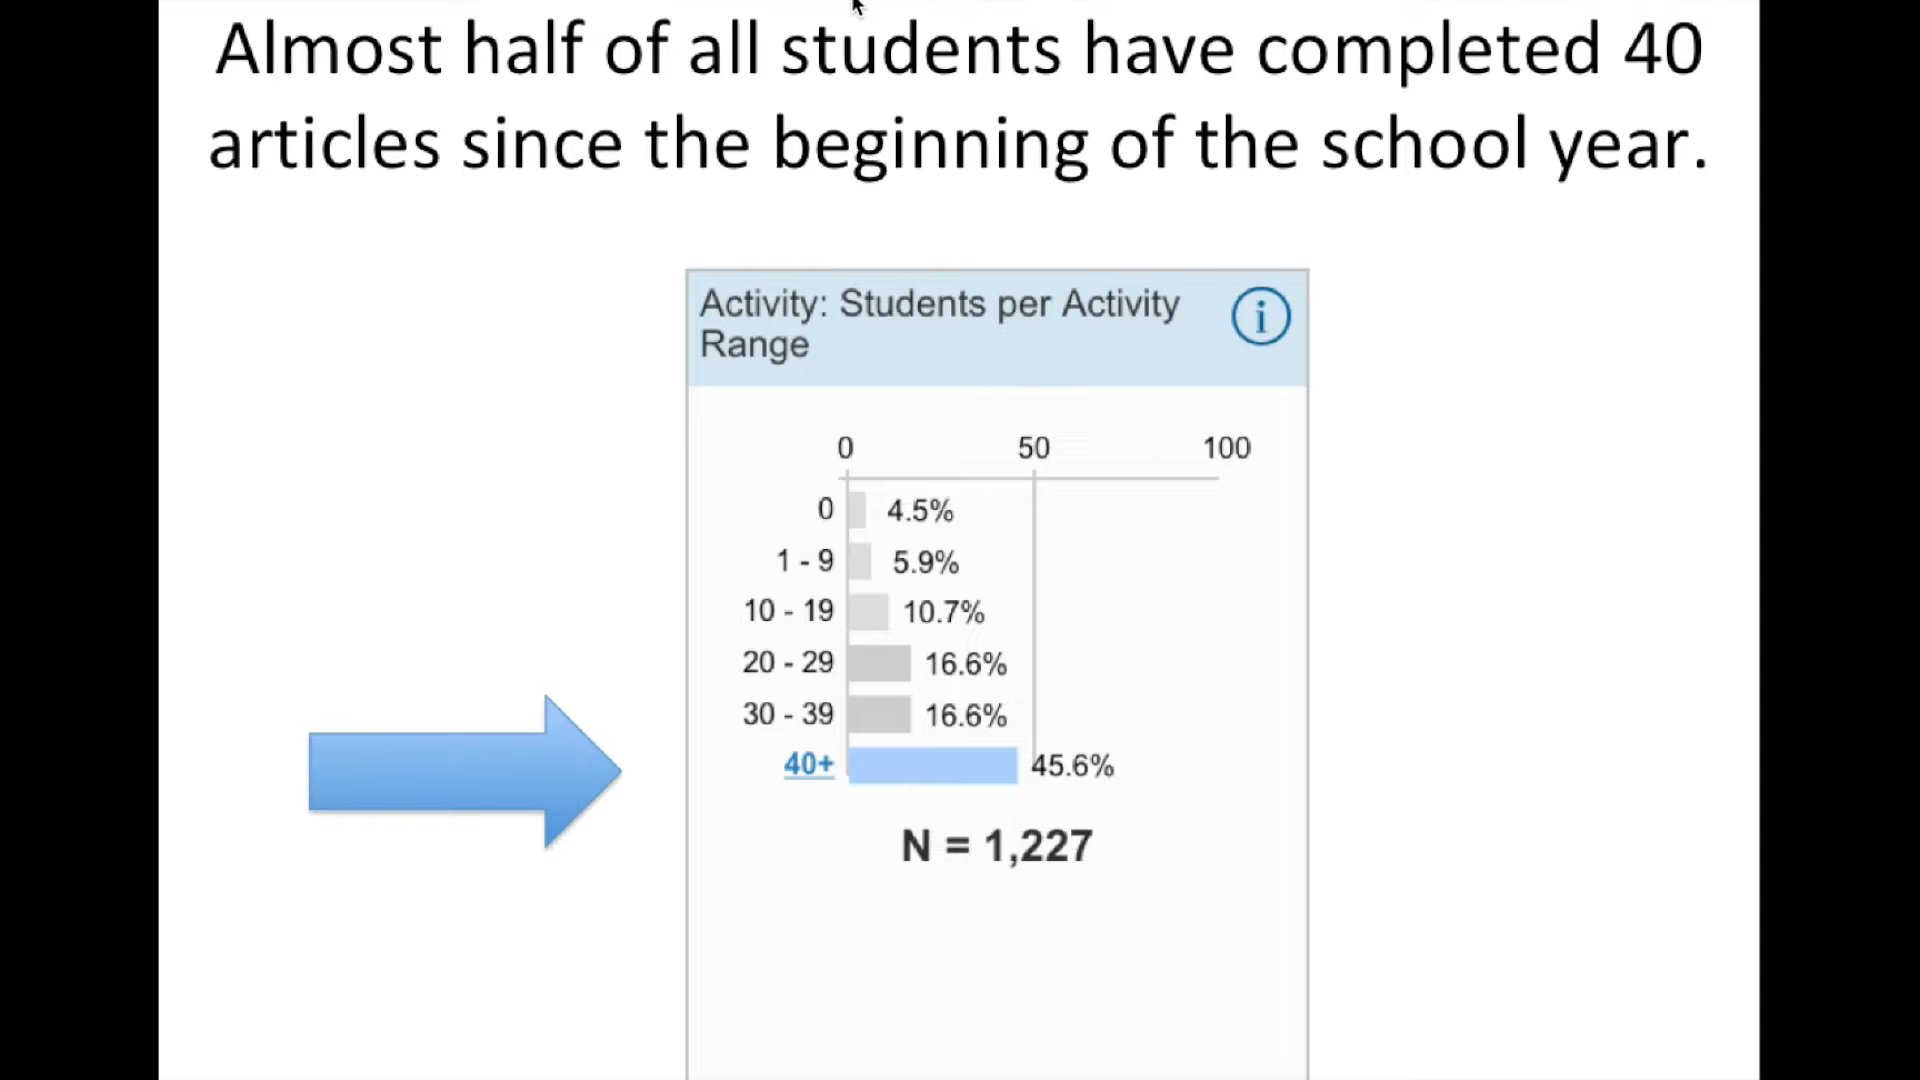 Almost half of all students have completed 40
articles since the beginning of the school year.
Activity: Students per Activity
Range
i
0 50 100
0 4.5%
1 - 9 5.9%
10 - 19 10.7%
20 - 29 16.6%
30 - 39 16.6%
40+ 45.6%
N = 1,227